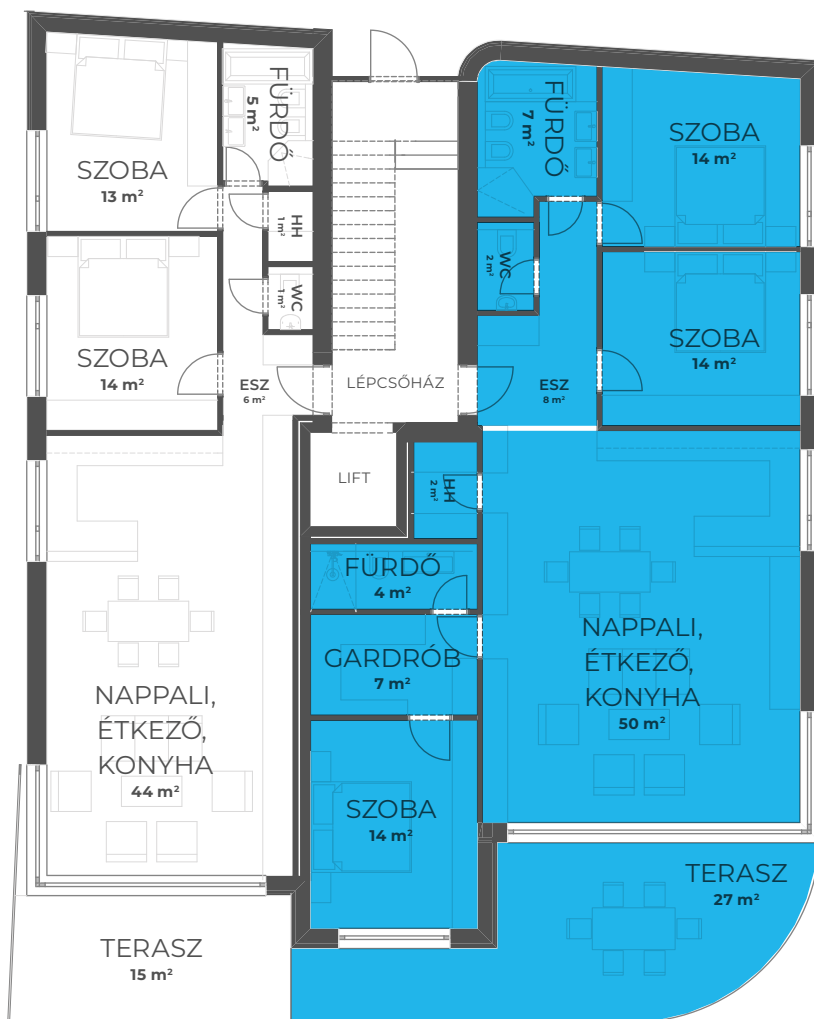 FÜRDŐ
5 m²
SZOBA
13 m²
HH
1 m²
WC
1 m²
SZOBA
14 m²
ESZ
6 m²
LÉPCSŐHÁZ
LIFT
NAPPALI,
ÉTKEZŐ,
KONYHA
44 m²
TERASZ
15 m²
FÜRDŐ
7 m²
SZOBA
14 m²
WC
2 m²
SZOBA
14 m²
ESZ
8 m²
HH
2 m²
FÜRDŐ
4 m²
GARDRÓB
7 m²
NAPPALI,
ÉTKEZŐ,
KONYHA
50 m²
SZOBA
14 m²
TERASZ
27 m²